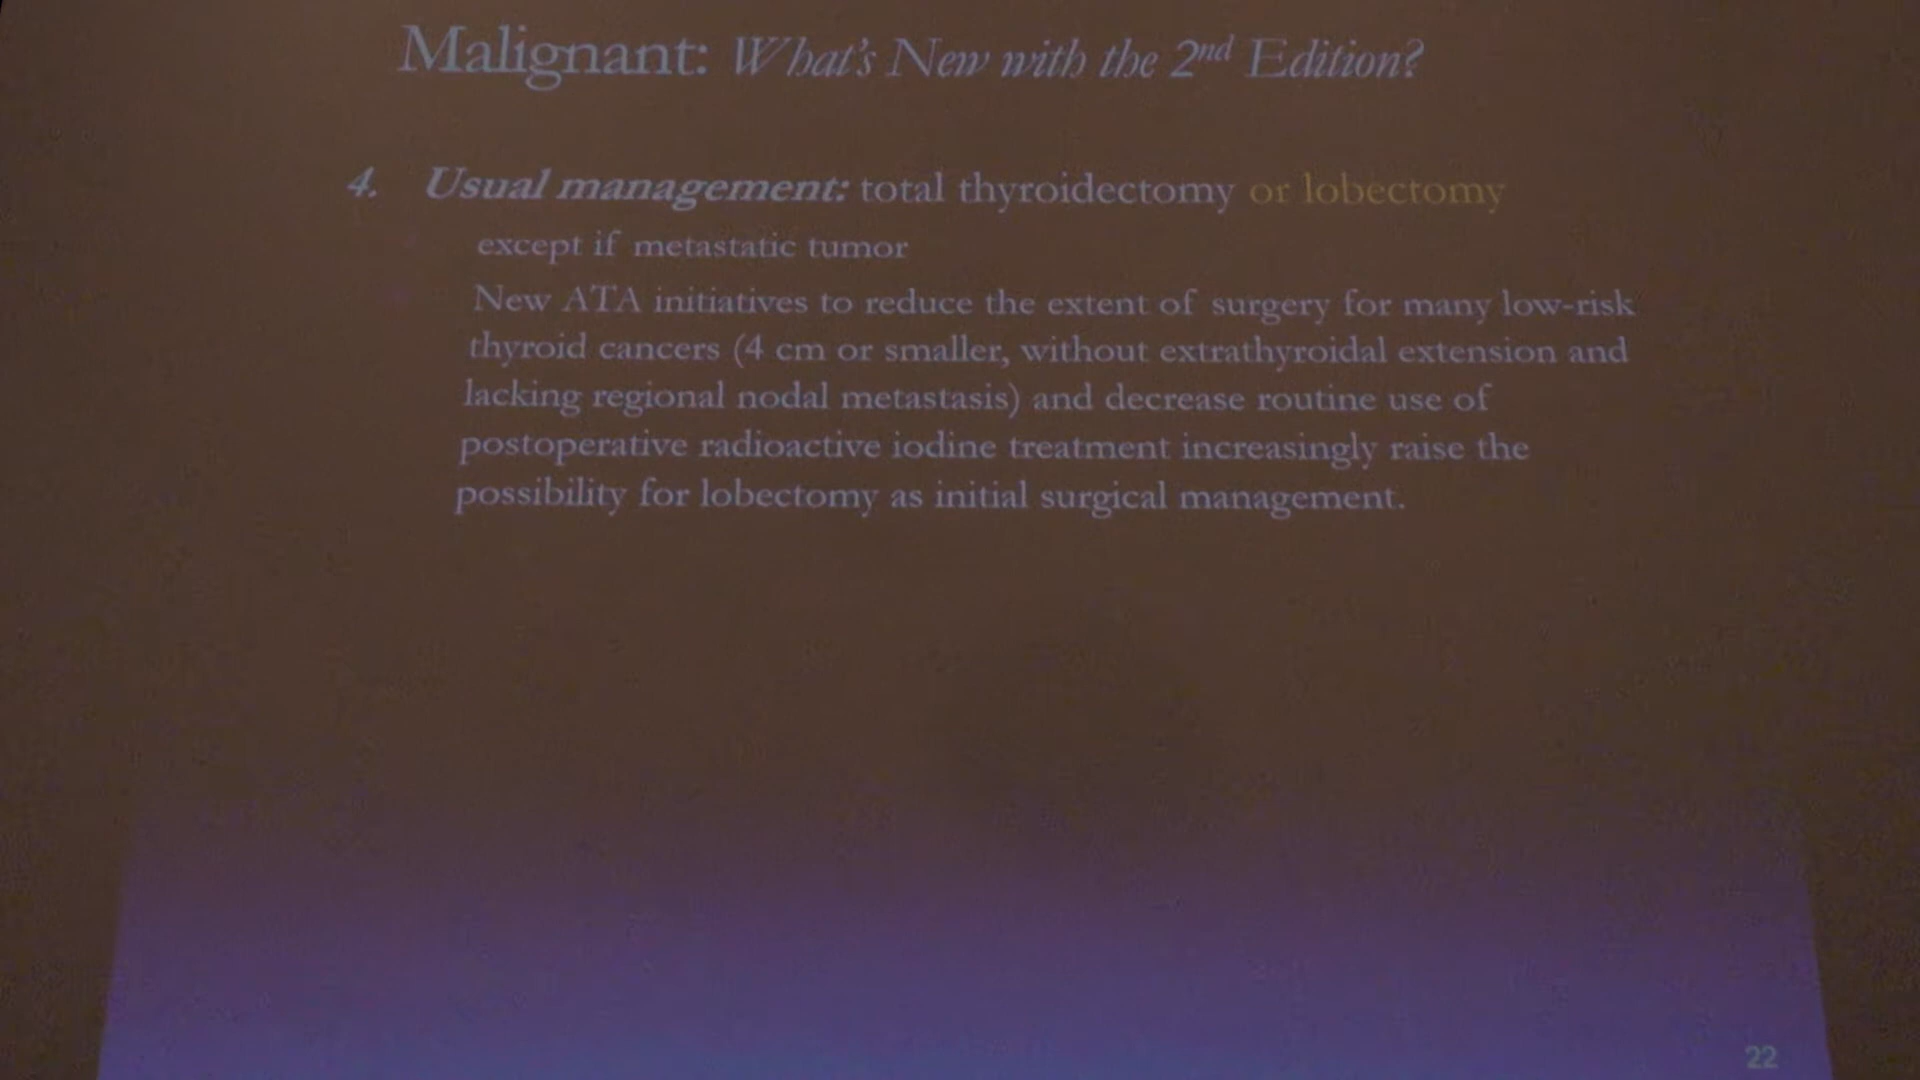 Malignant: What's New with the 2nd Edition?
4. Usual management: total thyroidectomy or lobectomy
except if metastatic tumor
New ATA initiatives to reduce the extent of surgery for many low-risk
thyroid cancers (4 cm or smaller, without extrathyroidal extension and
lacking regional nodal metastasis) and decrease routine use of
postoperative radioactive iodine treatment increasingly raise the
possibility for lobectomy as initial surgical management.
22